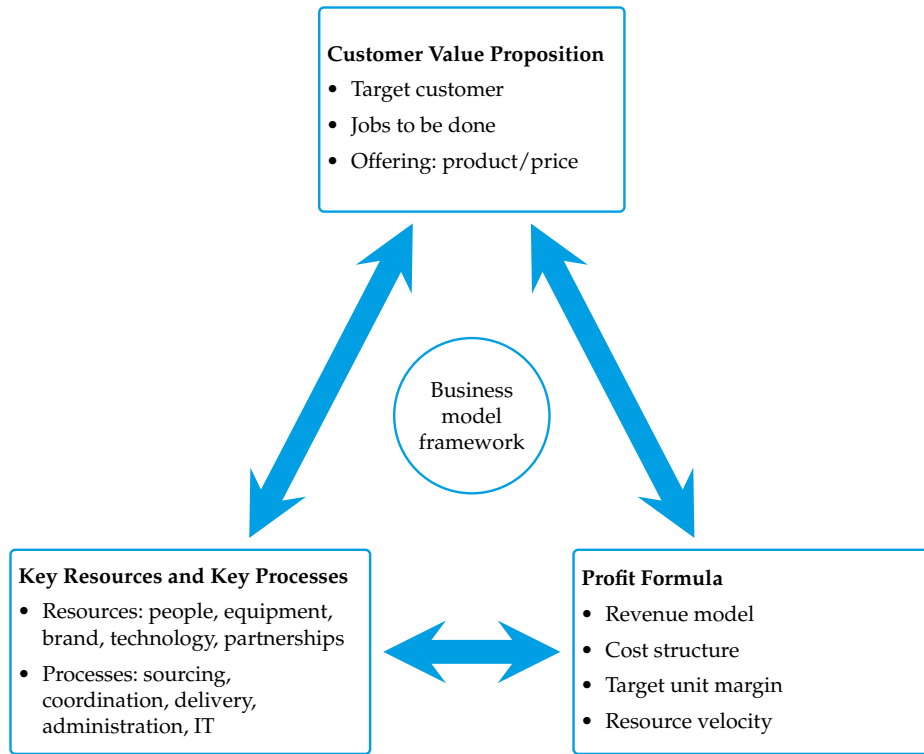 Customer Value Proposition
• Target customer
• Jobs to be done
• Offering: product/price
Business
model
framework
Key Resources and Key Processes
• Resources: people, equipment,
brand, technology, partnerships
• Processes: sourcing,
coordination, delivery,
administration, IT
Profit Formula
• Revenue model
• Cost structure
• Target unit margin
• Resource velocity